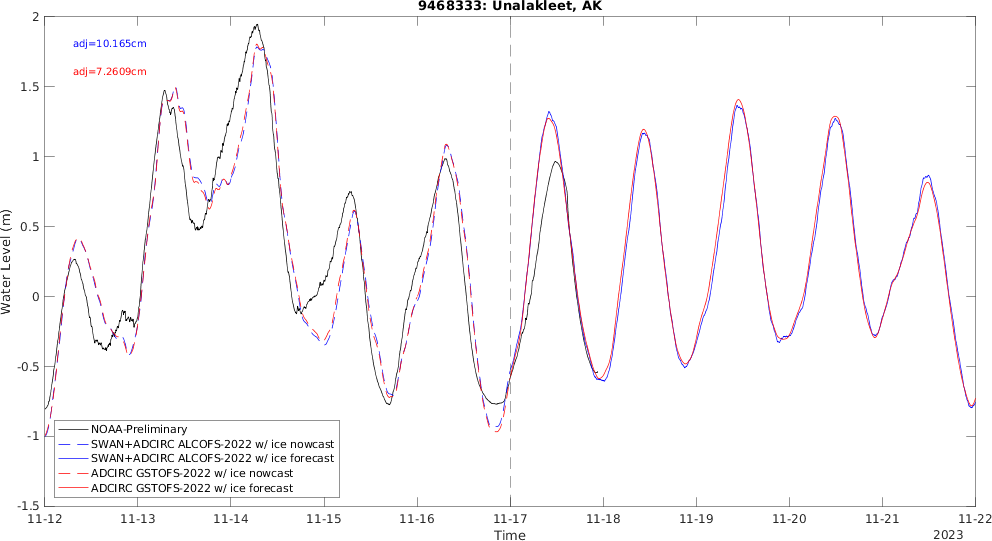 9468333: Unalakleet, AK
adj=10.165cm
adj=7.2609cm
Water Level (m)
2
1.5
1
0.5
0
-0.5
-1
-1.5
NOAA-Preliminary
SWAN+ADCIRC ALCOFS-2022 w/ ice nowcast
SWAN+ADCIRC ALCOFS-2022 w/ ice forecast
ADCIRC GSTOFS-2022 w/ ice nowcast
ADCIRC GSTOFS-2022 w/ ice forecast
11-12 11-13 11-14 11-15 11-16 11-17 11-18 11-19 11-20 11-21 11-22
Time
2023